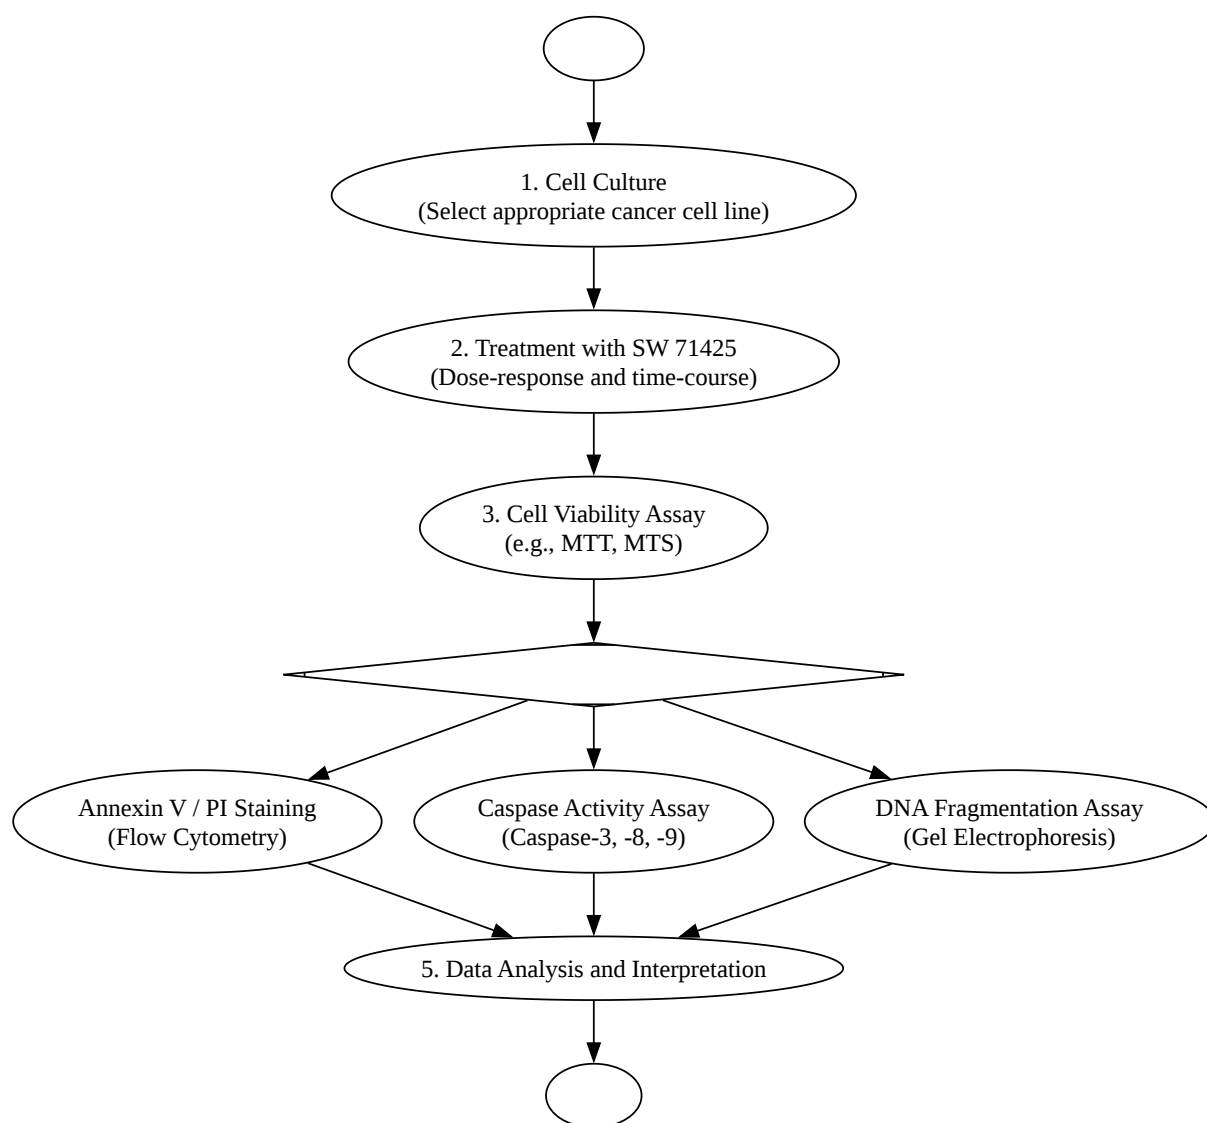 1. Cell Culture
(Select appropriate cancer cell line)
2. Treatment with SW 71425
(Dose-response and time-course)
3. Cell Viability Assay
(e.g., MTT, MTS)
Annexin V / PI Staining
(Flow Cytometry)
Caspase Activity Assay
(Caspase-3, -8, -9)
DNA Fragmentation Assay
(Gel Electrophoresis)
5. Data Analysis and Interpretation